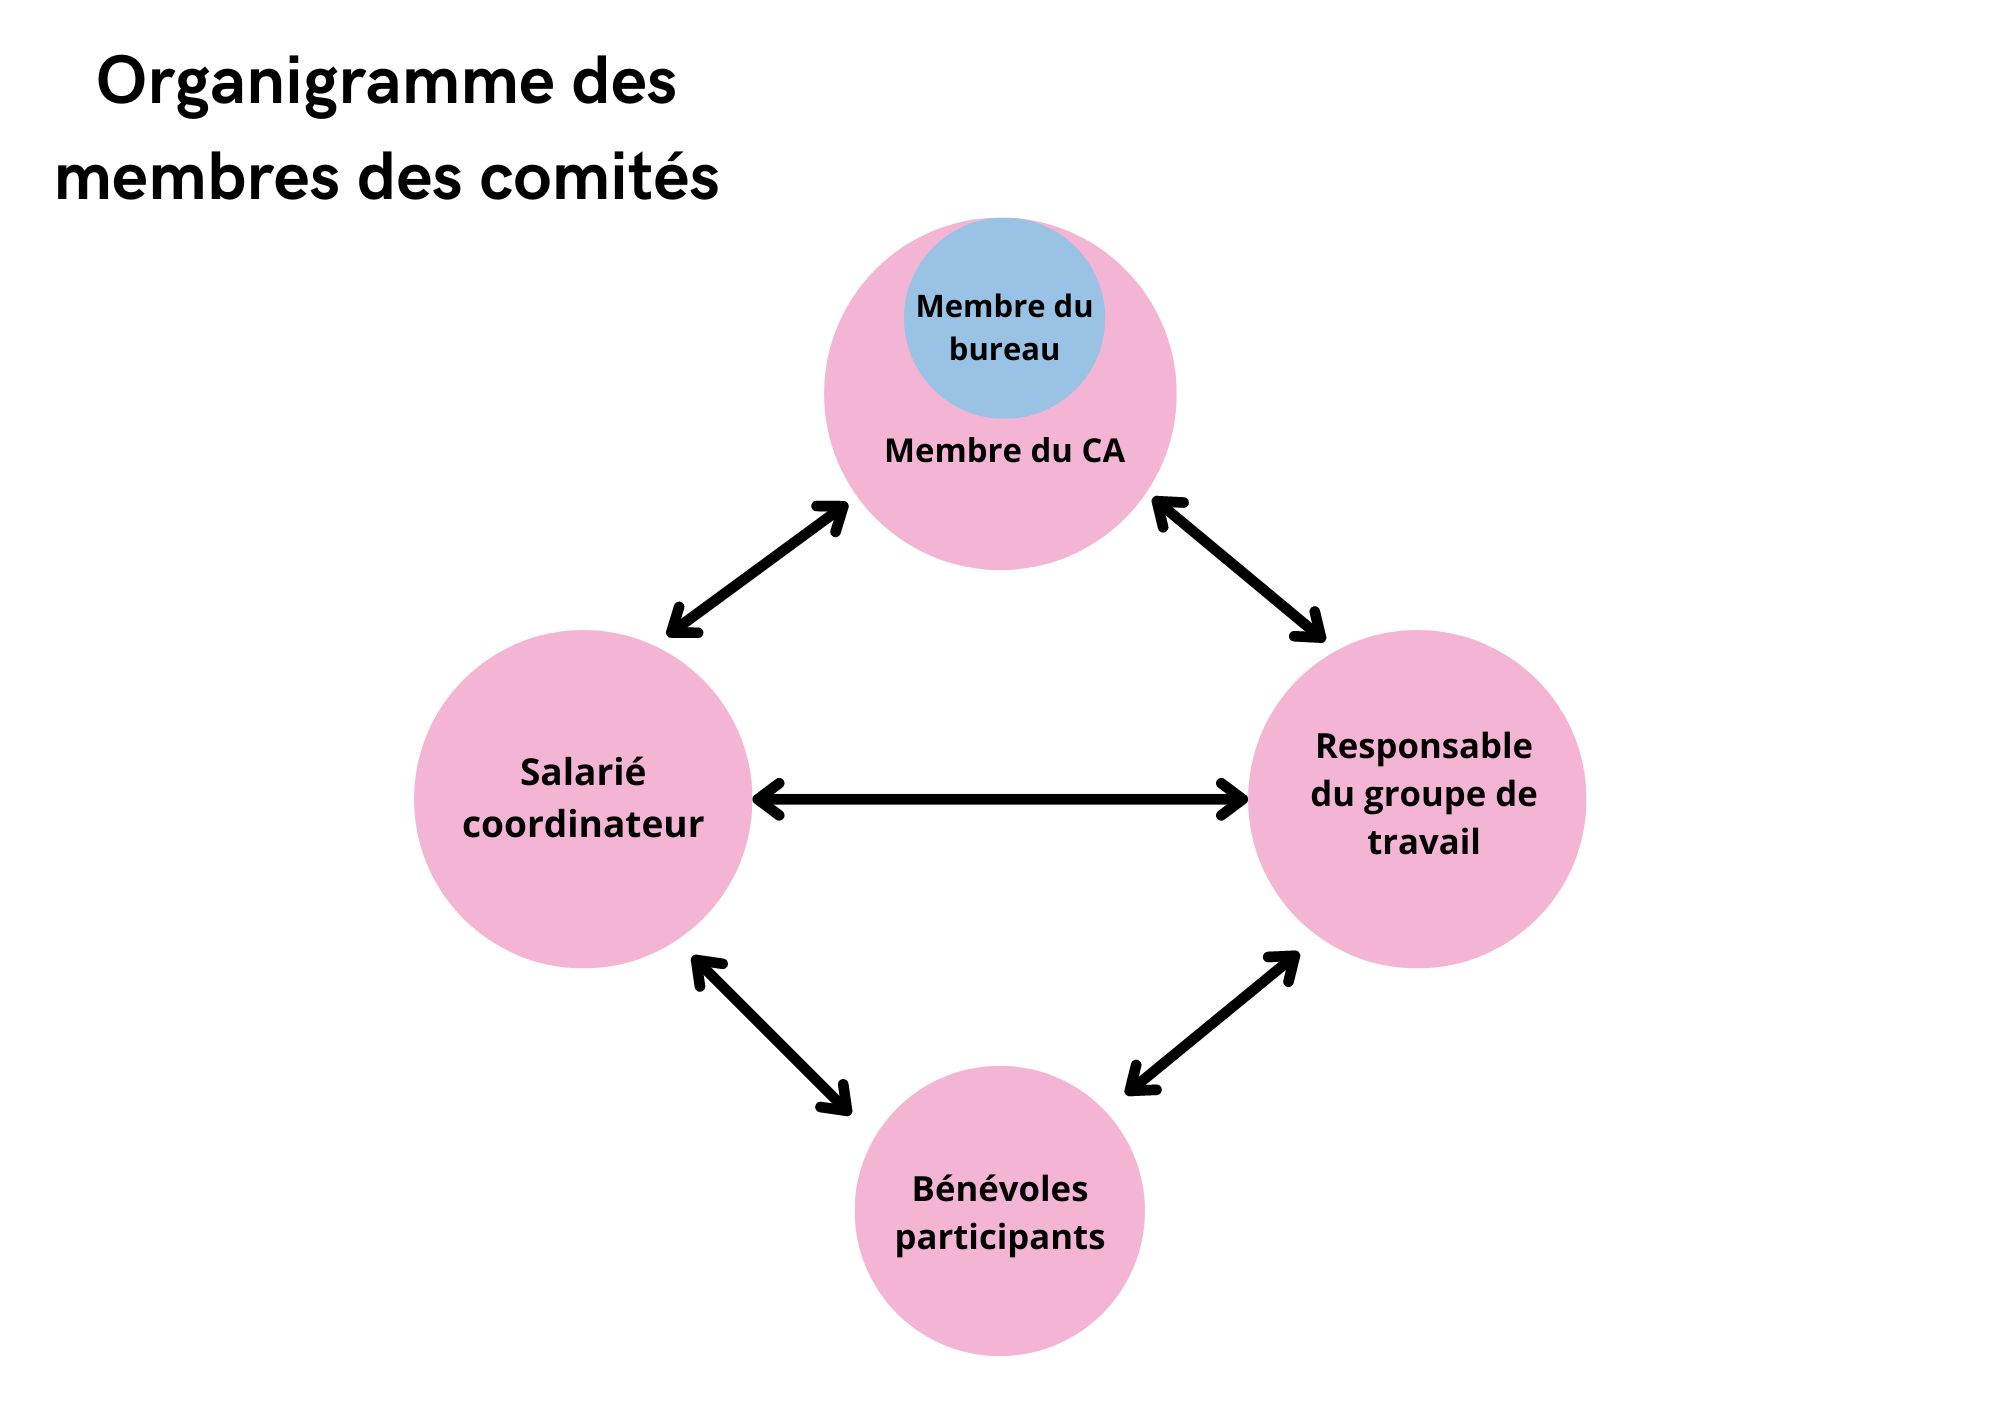 Organigramme des
membres des comités
Membre du
bureau
Membre du CA
Salarié
coordinateur
Responsable
du groupe de
travail
Bénévoles
participants